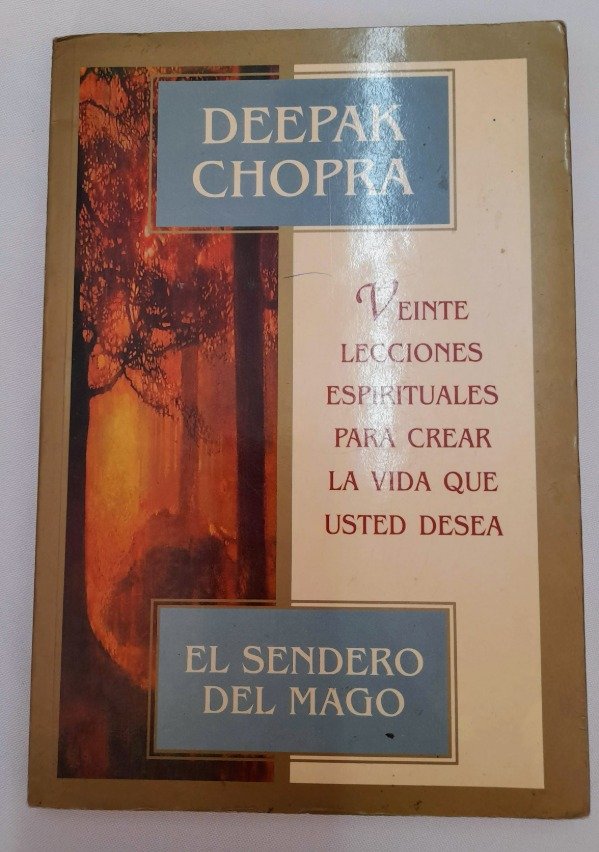 DEEPAK
CHOPRA
VEINTE
LECCIONES
ESPIRITUALES
PARA CREAR
LA VIDA QUE
USTED DESEA
EL SENDERO
DEL MAGO